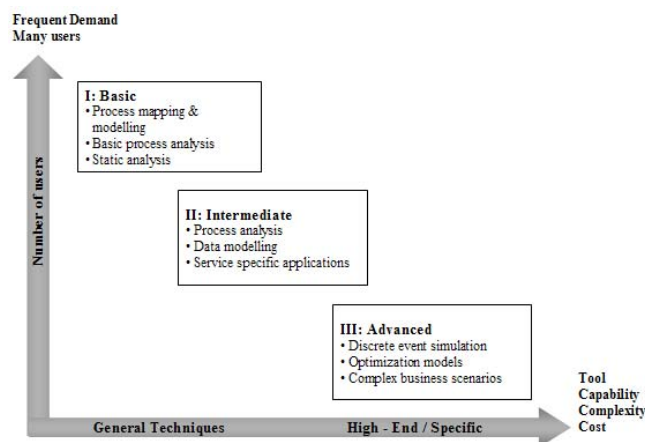 Frequent Demand
Many users
I: Basic
• Process mapping &
modelling
• Basic process analysis
• Static analysis
Number of users
II: Intermediate
• Process analysis
• Data modelling
• Service specific applications
III: Advanced
• Discrete event simulation
• Optimization models
• Complex business scenarios
Tool
Capability
Complexity
Cost
General Techniques
High - End / Specific